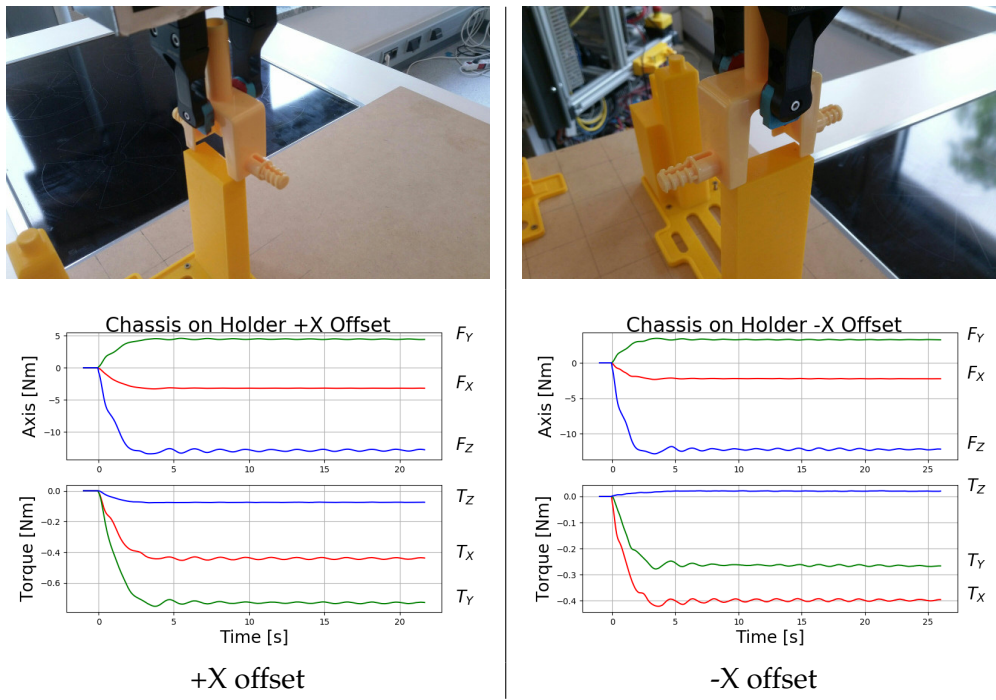 Chassis on Holder +X Offset
5
0
−5
−10
Axis [Nm]
F_Y
F_X
F_Z
0 5 10 15 20
0.0
−0.2
−0.4
−0.6
Torque [Nm]
T_Z
T_X
T_Y
0 5 10 15 20
Time [s]
+X offset
Chassis on Holder -X Offset
0
−5
−10
Axis [Nm]
F_Y
F_X
F_Z
0 5 10 15 20 25
0.0
−0.1
−0.2
−0.3
−0.4
Torque [Nm]
T_Z
T_Y
T_X
0 5 10 15 20 25
Time [s]
-X offset